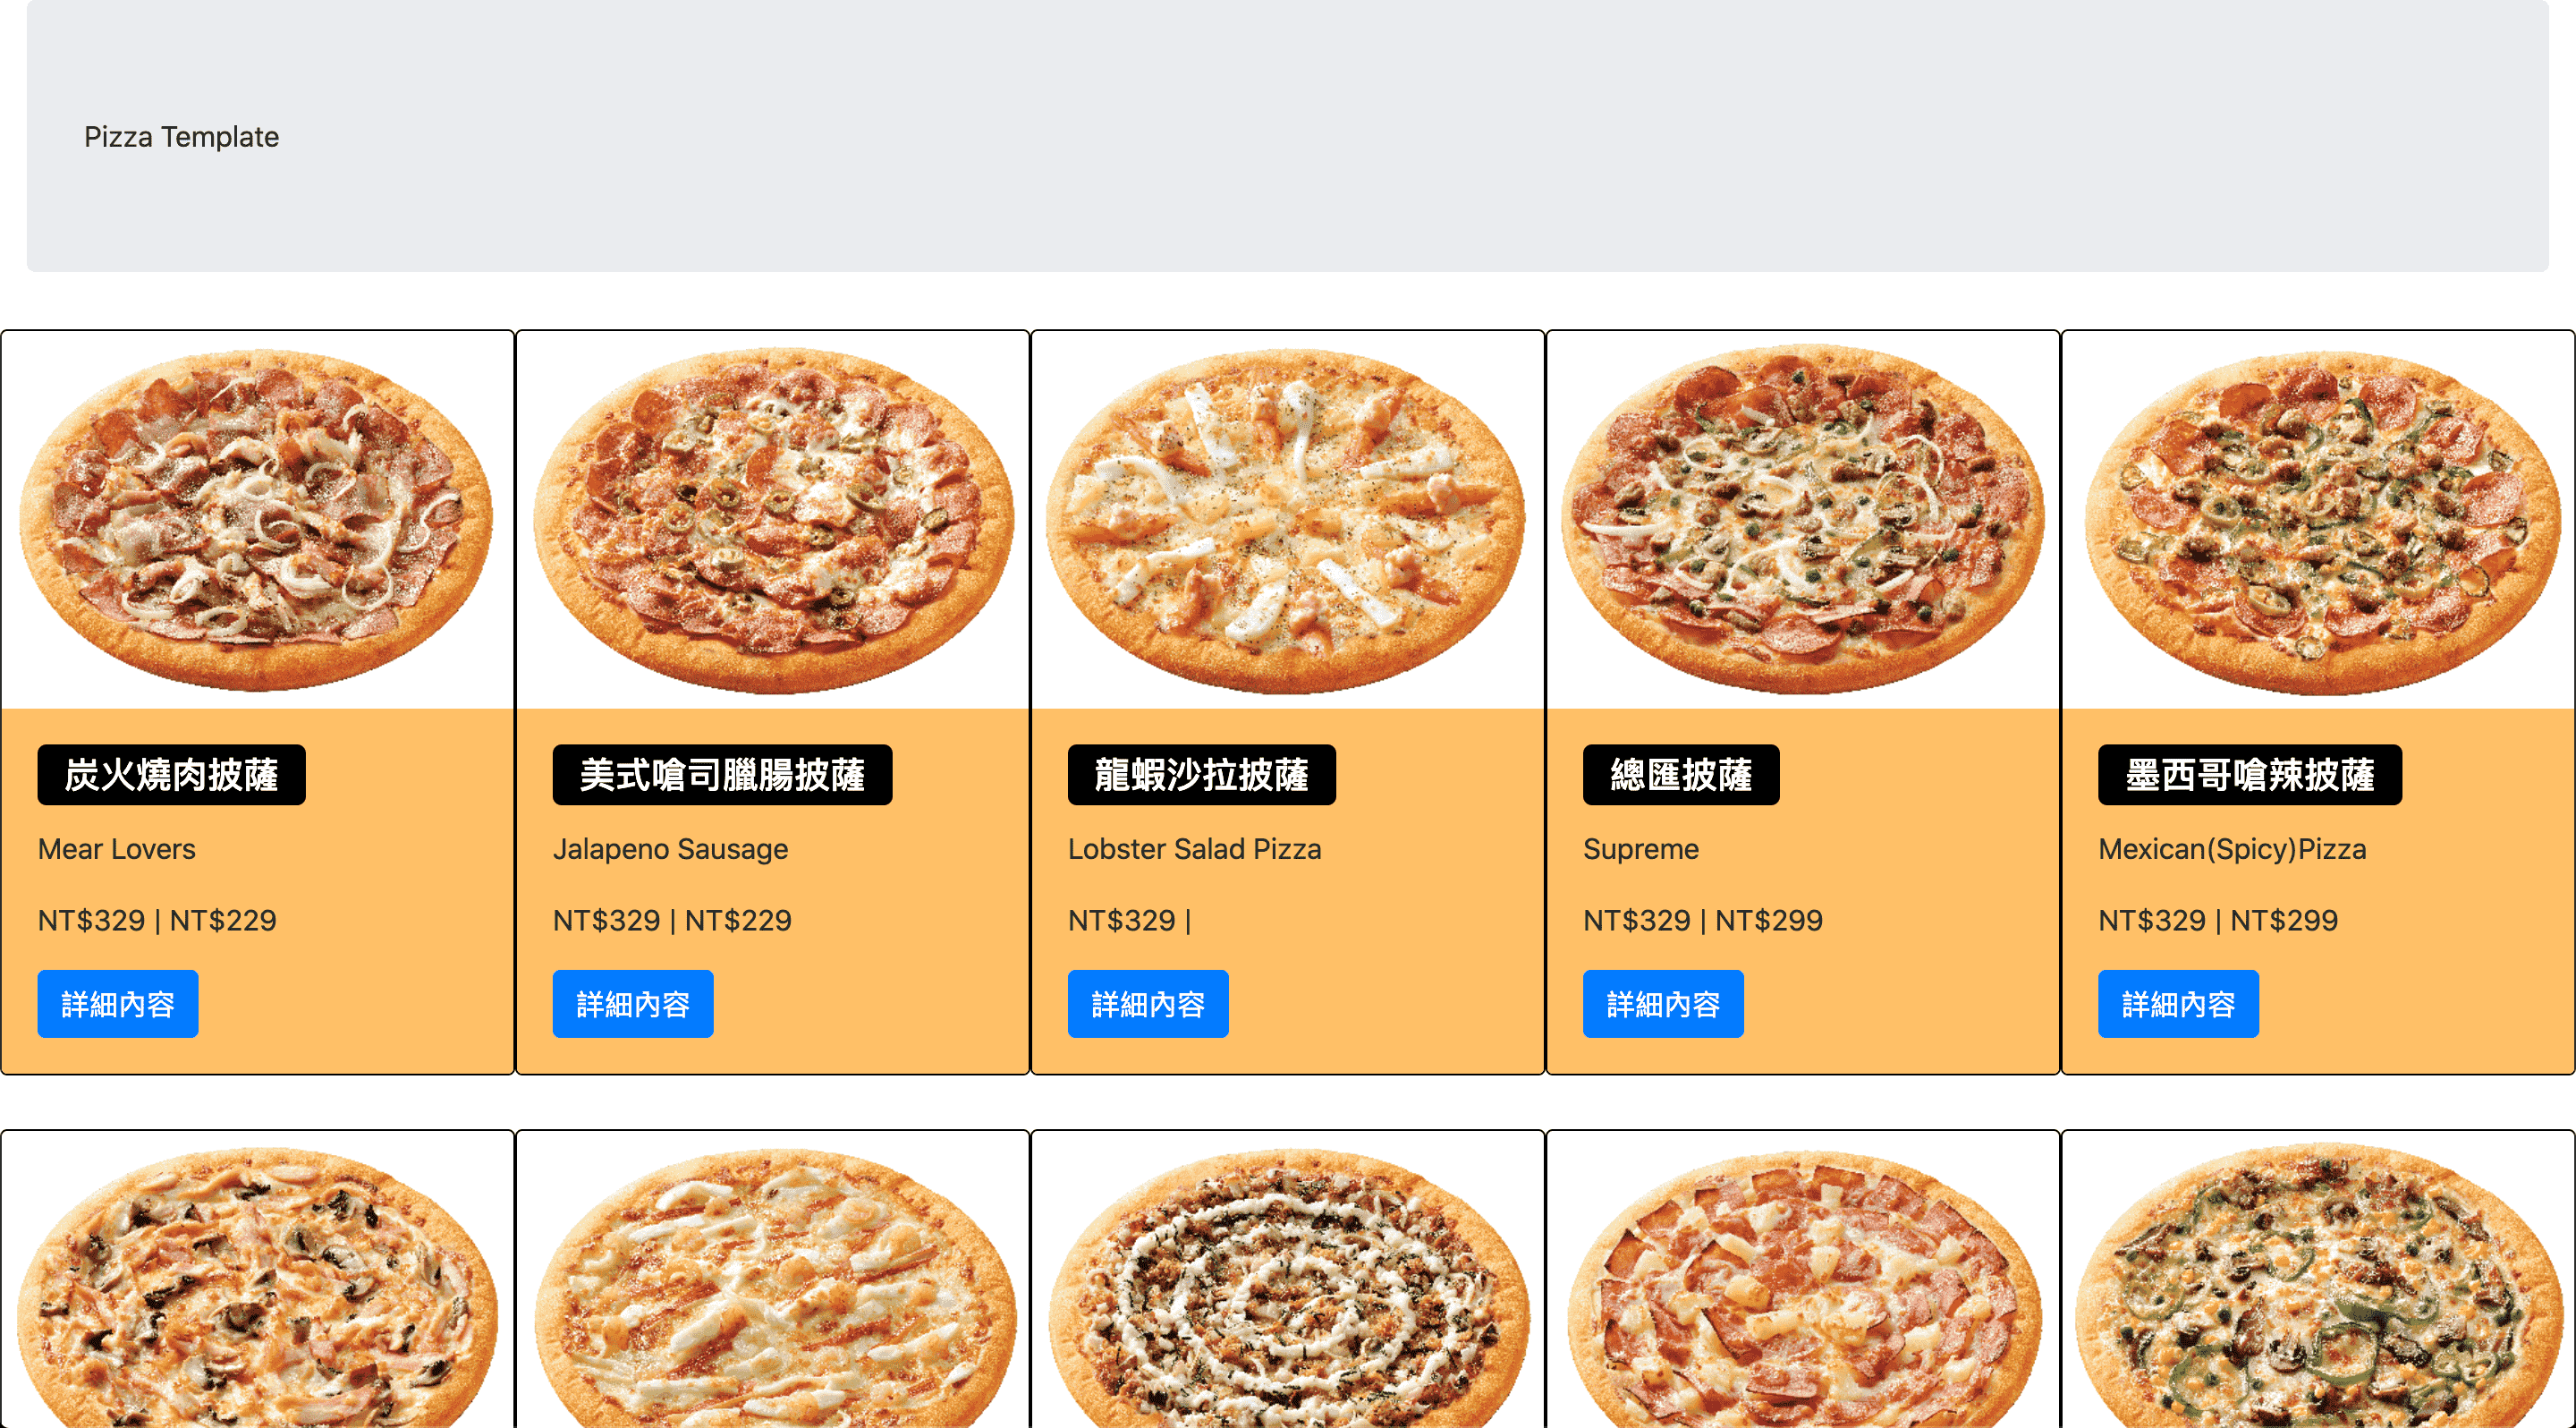 Pizza Template
炭火燒肉披薩
Mear Lovers
NT$329 | NT$229
詳細內容
美式嗆司臘腸披薩
Jalapeno Sausage
NT$329 | NT$229
詳細內容
龍蝦沙拉披薩
Lobster Salad Pizza
NT$329 |
詳細內容
總匯披薩
Supreme
NT$329 | NT$299
詳細內容
墨西哥嗆辣披薩
Mexican(Spicy)Pizza
NT$329 | NT$299
詳細內容